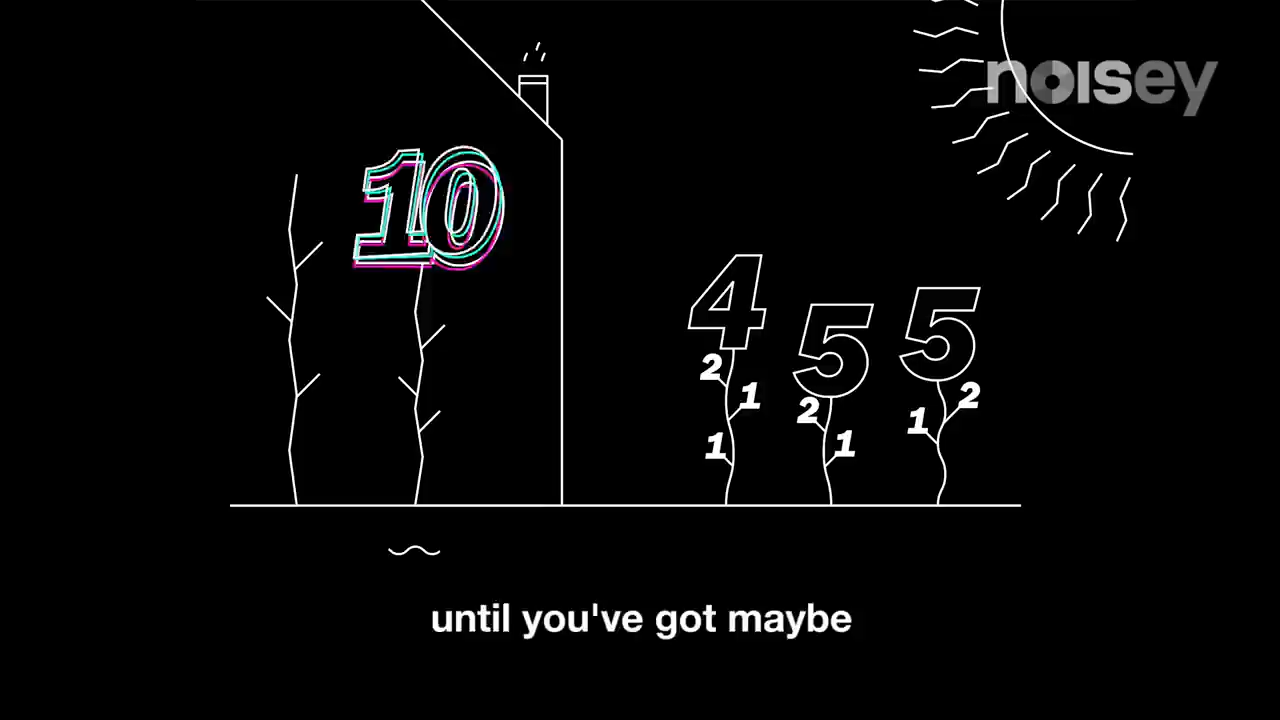 noisey
10
4 5 5
2 1 1
2 1
2 1
until you've got maybe